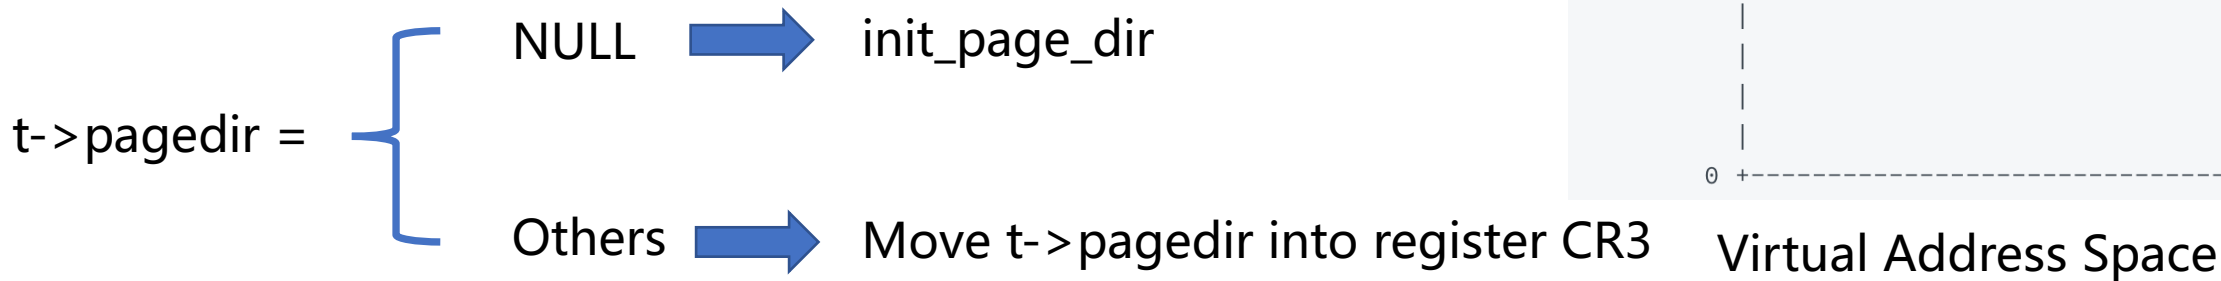 NULL
init_page_dir
t->pagedir =
0
Others
Move t->pagedir into register CR3
Virtual Address Space